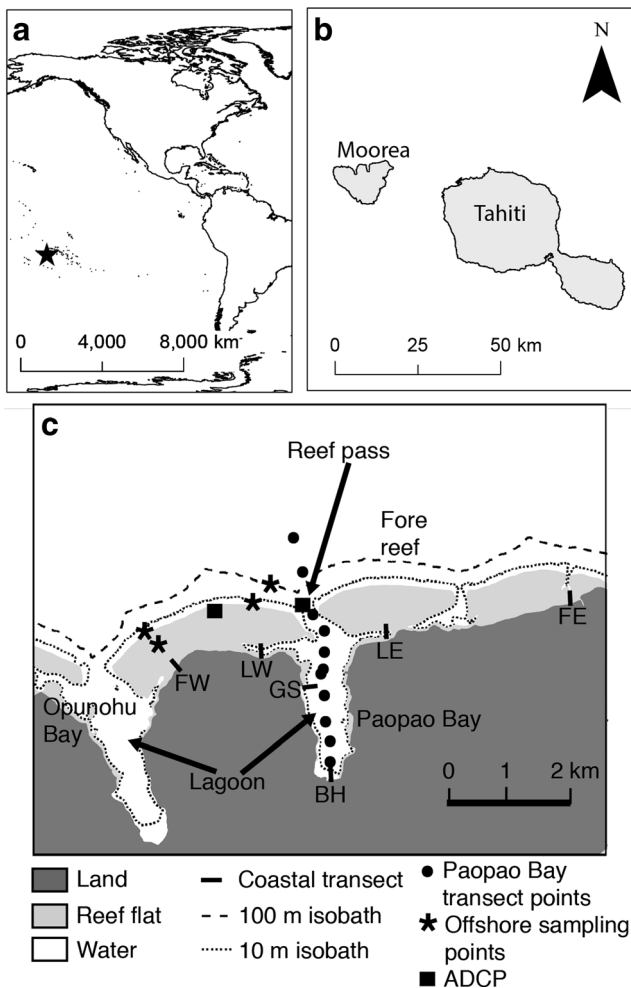 a
0 4,000 8,000 km
b
N
Moorea
Tahiti
0 25 50 km
c
Reef pass
Fore
reef
FE
LE
LW
FW
GS
Opunohu
Bay
Paopao Bay
Lagoon
BH
0 1 2 km
Land
Reef flat
Water
Coastal transect
100 m isobath
10 m isobath
Paopao Bay
transect points
Offshore sampling
points
ADCP